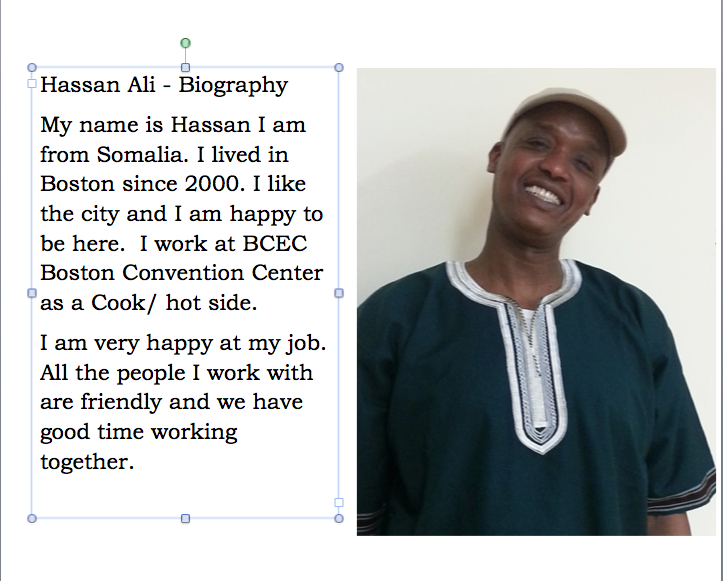 Hassan Ali - Biography
My name is Hassan I am
from Somalia. I lived in
Boston since 2000. I like
the city and I am happy to
be here.  I work at BCEC
Boston Convention Center
as a Cook/ hot side.
I am very happy at my job.
All the people I work with
are friendly and we have
good time working
together.